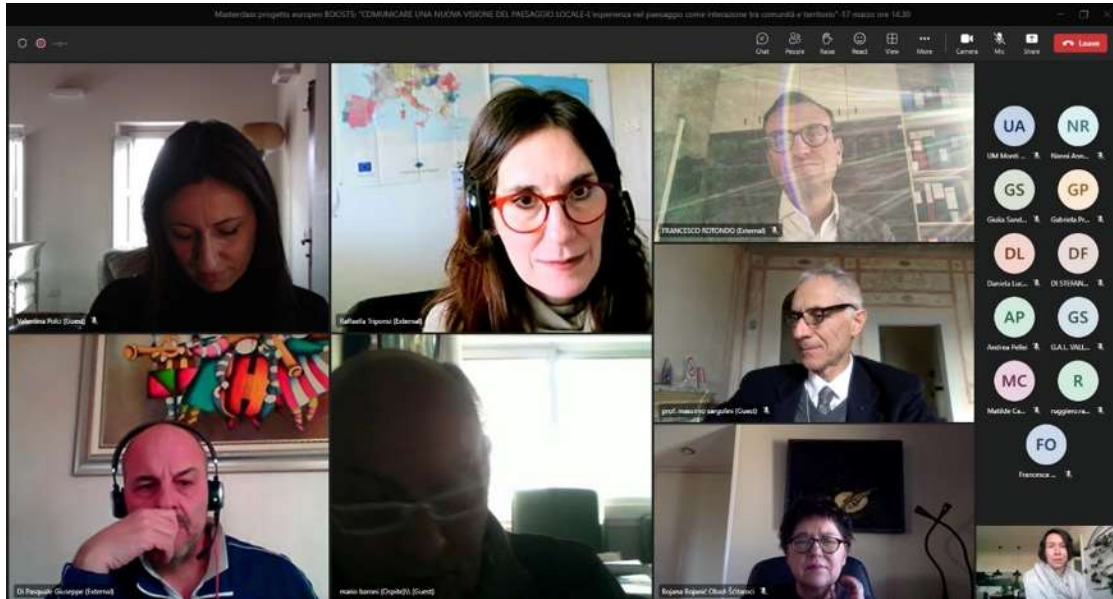 Masterclass progetto europeo BOOST5: "COMUNICARE UNA NUOVA VISIONE DEL PAESAGGIO LOCALE-L'esperienza nel paesaggio come interazione tra comunità e territorio"-17 marzo ore 14.30
Chat People Raise React View More Camera Mic Share Leave
Valentina Polci (Guest)
Raffaella Triponsi (External)
FRANCESCO ROTONDO (External)
prof. massimo sargolini (Guest)
Di Pasquale Giuseppe (External)
mario borroni (Ospite)\\ (Guest)
Bojana Bojanić Obad Šćitaroci
UA NR
UM Monti ... Nanni Ann...
GS GP
Giulia Sand... Gabriela Pr...
DL DF
Daniela Luc... DI STEFAN...
AP GS
Andrea Pellei G.A.L. VALL...
MC R
Matilde Ca... ruggiero.ra...
FO
Francesca ...